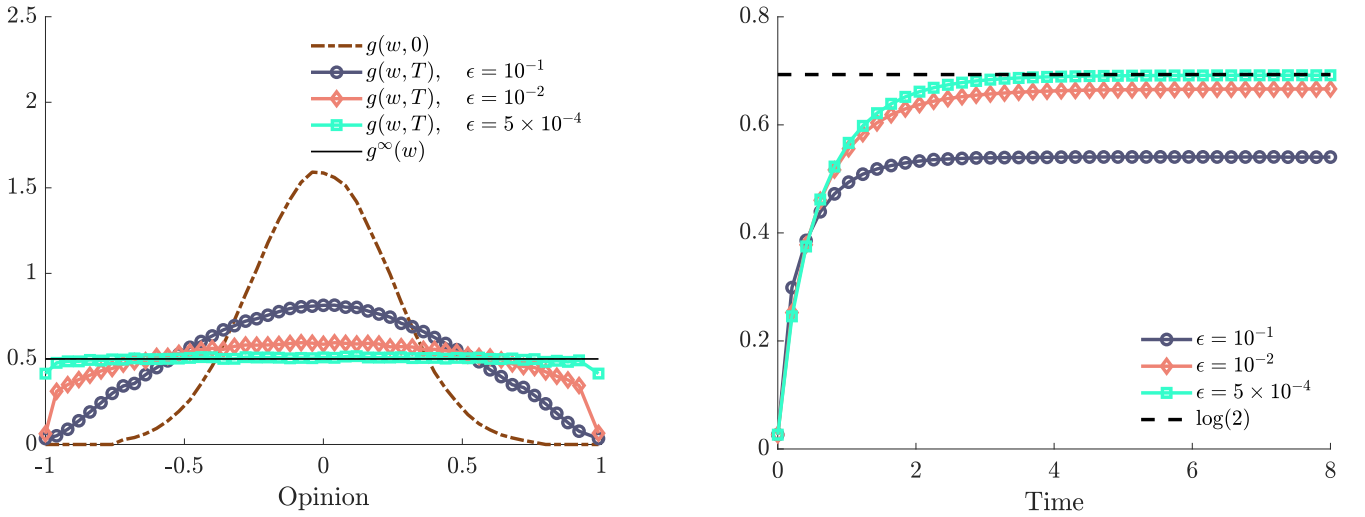 2.5
2
1.5
1
0.5
0
-1
-0.5
0
0.5
1
Opinion
g(w, 0)
g(w, T), ϵ = 10⁻¹
g(w, T), ϵ = 10⁻²
g(w, T), ϵ = 5 × 10⁻⁴
g∞(w)
0.8
0.6
0.4
0.2
0
0
2
4
6
8
Time
ϵ = 10⁻¹
ϵ = 10⁻²
ϵ = 5 × 10⁻⁴
log(2)